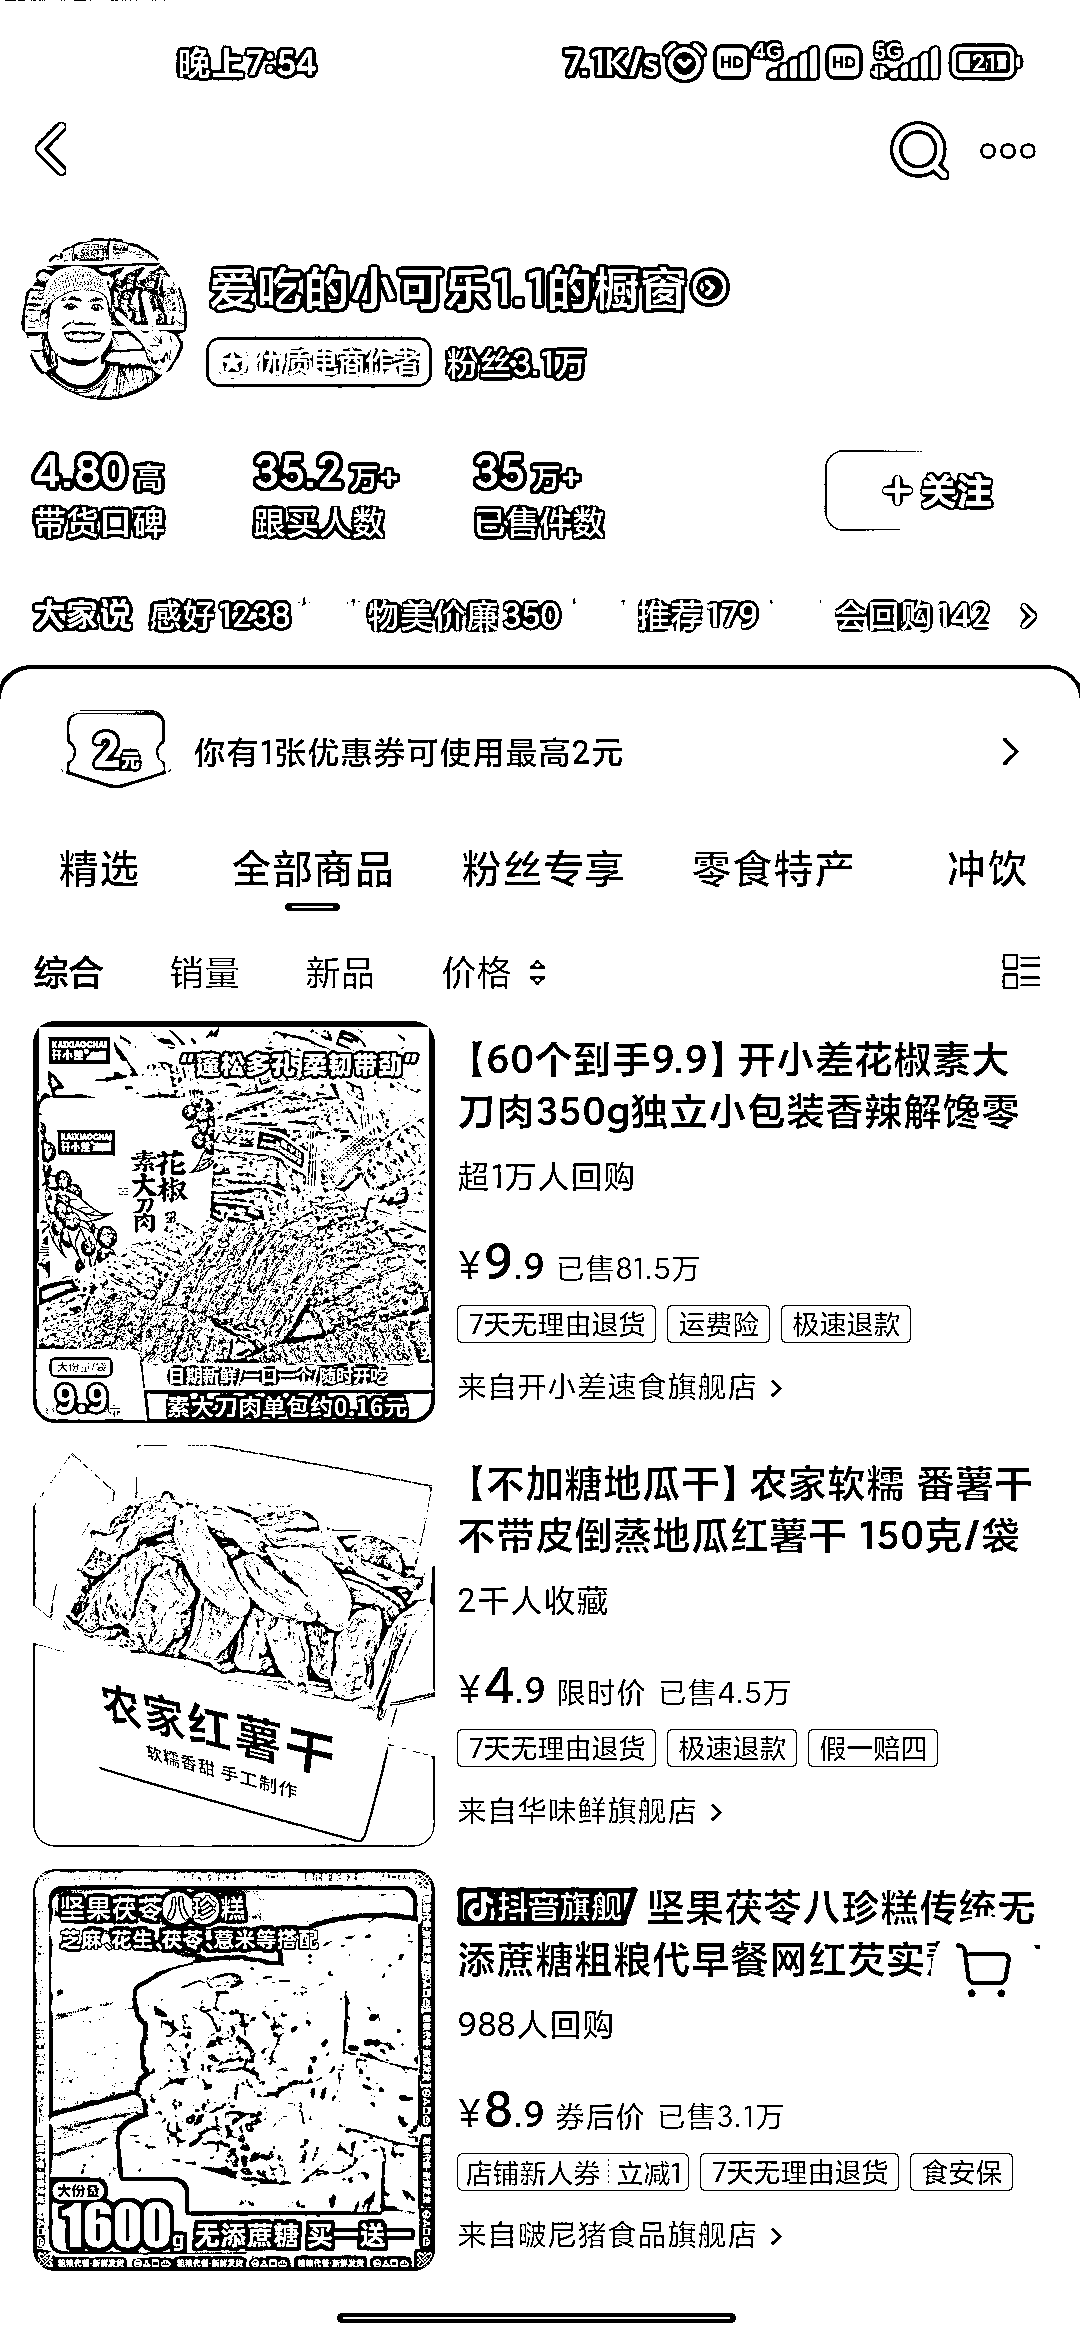 晚上7:54 7.1K/s HD 4G HD 5G 21
爱吃的小可乐1.1的橱窗
优质电商作者 粉丝3.1万
4.80高 35.2万+ 35万+
带货口碑 跟买人数 已售件数 +关注
大家说 感好1238 物美价廉350 推荐179 会回购142
2元 你有1张优惠券可使用最高2元
精选 全部商品 粉丝专享 零食特产 冲饮
综合 销量 新品 价格
KAIXIAOCHAI
开小差
“蓬松多孔 柔韧带劲”
KAIXIAOCHAI
开小差
花椒
素大刀肉
大份量/袋
9.9元
日期新鲜/一口一个/随时开吃
素大刀肉单包约0.16元
【60个到手9.9】开小差花椒素大
刀肉350g独立小包装香辣解馋零
超1万人回购
¥9.9 已售81.5万
7天无理由退货 运费险 极速退款
来自开小差速食旗舰店
农家红薯干
软糯香甜 手工制作
【不加糖地瓜干】农家软糯 番薯干
不带皮倒蒸地瓜红薯干 150克/袋
2千人收藏
¥4.9 限时价 已售4.5万
7天无理由退货 极速退款 假一赔四
来自华味鲜旗舰店
坚果茯苓八珍糕
芝麻、花生、茯苓、薏米等搭配
大份量
1600g 无添蔗糖 买一送一
抖音旗舰 坚果茯苓八珍糕传统无
添蔗糖粗粮代早餐网红芡实
988人回购
¥8.9 券后价 已售3.1万
店铺新人券 立减1 7天无理由退货 食安保
来自啵尼猪食品旗舰店